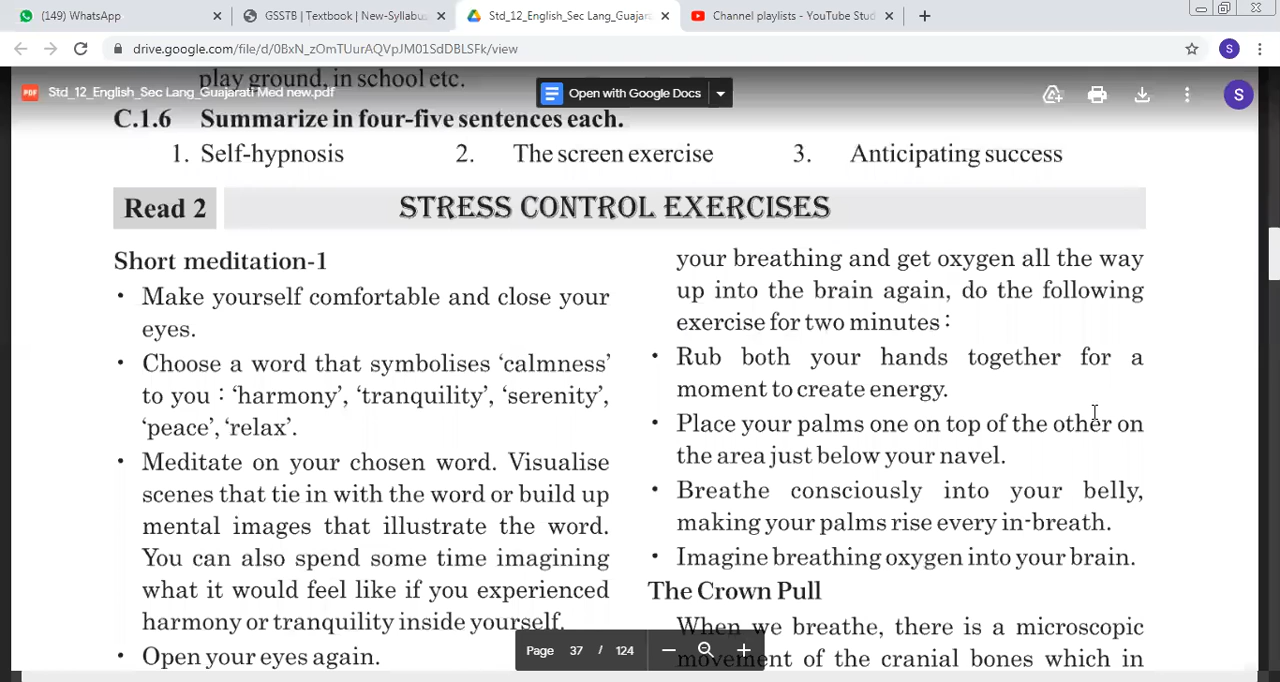 (149) WhatsApp
GSSTB | Textbook | New-Syllabu
Std_12_English_Sec Lang_Guajara
Channel playlists - YouTube Stud
drive.google.com/file/d/0BxN_zOmTUurAQVpJM01SdDBLSFk/view
S
play ground, in school etc.
PDF
Std_12_English_Sec Lang_Guajarati Med new.pdf
Open with Google Docs
S
C.1.6 Summarize in four-five sentences each.
1. Self-hypnosis 2. The screen exercise 3. Anticipating success
Read 2 STRESS CONTROL EXERCISES
Short meditation-1
• Make yourself comfortable and close your
eyes.
• Choose a word that symbolises ‘calmness’
to you : ‘harmony’, ‘tranquility’, ‘serenity’,
‘peace’, ‘relax’.
• Meditate on your chosen word. Visualise
scenes that tie in with the word or build up
mental images that illustrate the word.
You can also spend some time imagining
what it would feel like if you experienced
harmony or tranquility inside yourself.
• Open your eyes again.
your breathing and get oxygen all the way
up into the brain again, do the following
exercise for two minutes :
• Rub both your hands together for a
moment to create energy.
• Place your palms one on top of the other on
the area just below your navel.
• Breathe consciously into your belly,
making your palms rise every in-breath.
• Imagine breathing oxygen into your brain.
The Crown Pull
When we breathe, there is a microscopic
movement of the cranial bones which in
Page 37 / 124